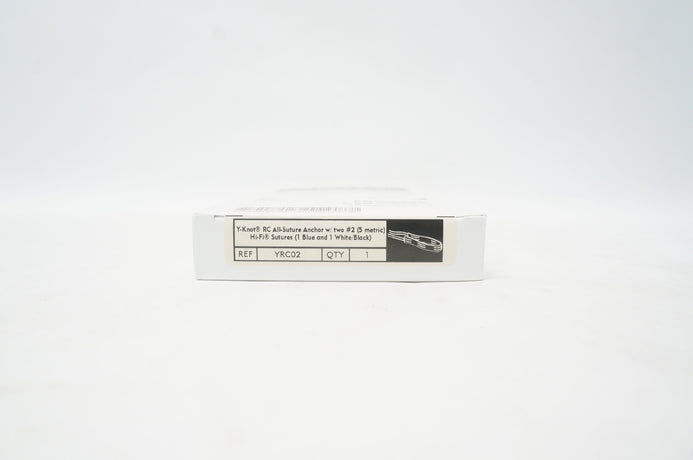 Y-Knot® RC All-Suture Anchor w/ two #2 (5 metric)
Hi-Fi® Sutures (1 Blue and 1 White/Black)
REF YRC02 QTY 1